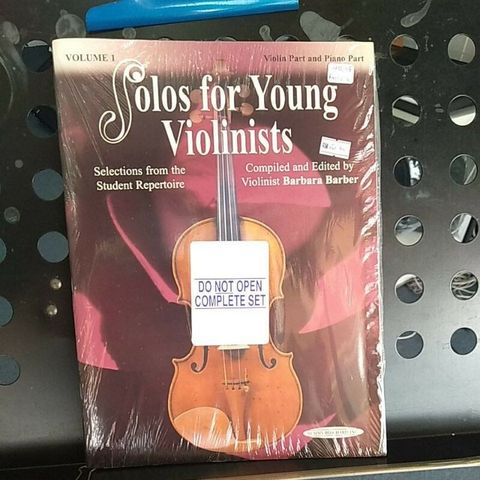 VOLUME 1
Violin Part and Piano Part
Solos for Young
Violinists
Selections from the
Student Repertoire
Compiled and Edited by
Violinist Barbara Barber
DO NOT OPEN
COMPLETE SET